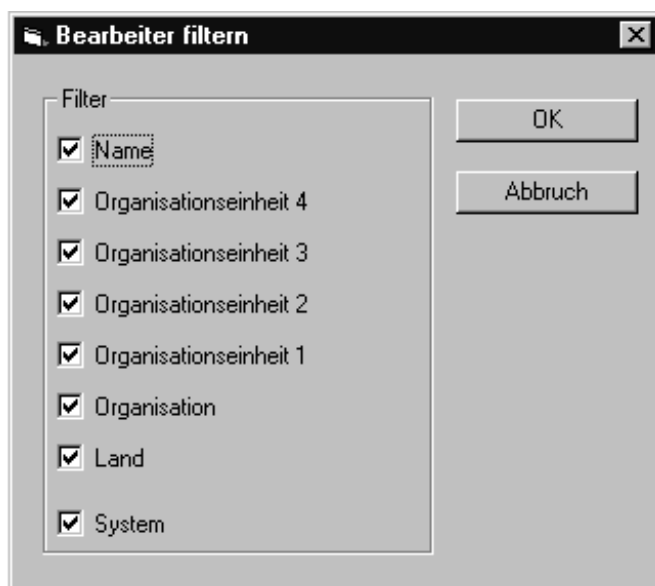 Bearbeiter filtern
Filter
Name
Organisationseinheit 4
Organisationseinheit 3
Organisationseinheit 2
Organisationseinheit 1
Organisation
Land
System
OK
Abbruch